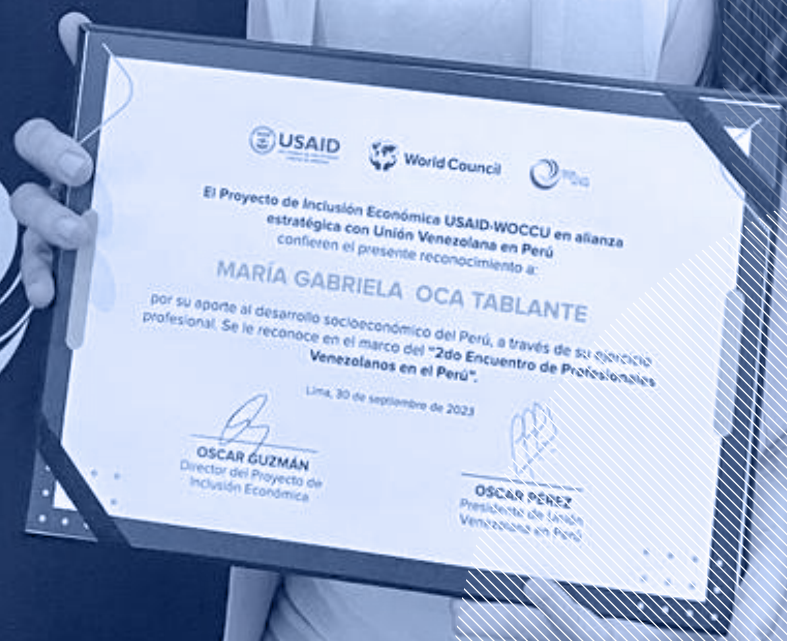 USAID
World Council
El Proyecto de Inclusión Económica USAID-WOCCU en alianza
estratégica con Unión Venezolana en Perú
confieren el presente reconocimiento a:
MARÍA GABRIELA OCA TABLANTE
por su aporte al desarrollo socioeconómico del Perú, a través de su ejercicio
profesional. Se le reconoce en el marco del "2do Encuentro de Profesionales
Venezolanos en el Perú".
Lima, 30 de septiembre de 2023
OSCAR GUZMÁN
Director del Proyecto de
Inclusión Económica
OSCAR PÉREZ
Presidente de Unión
Venezolana en Perú